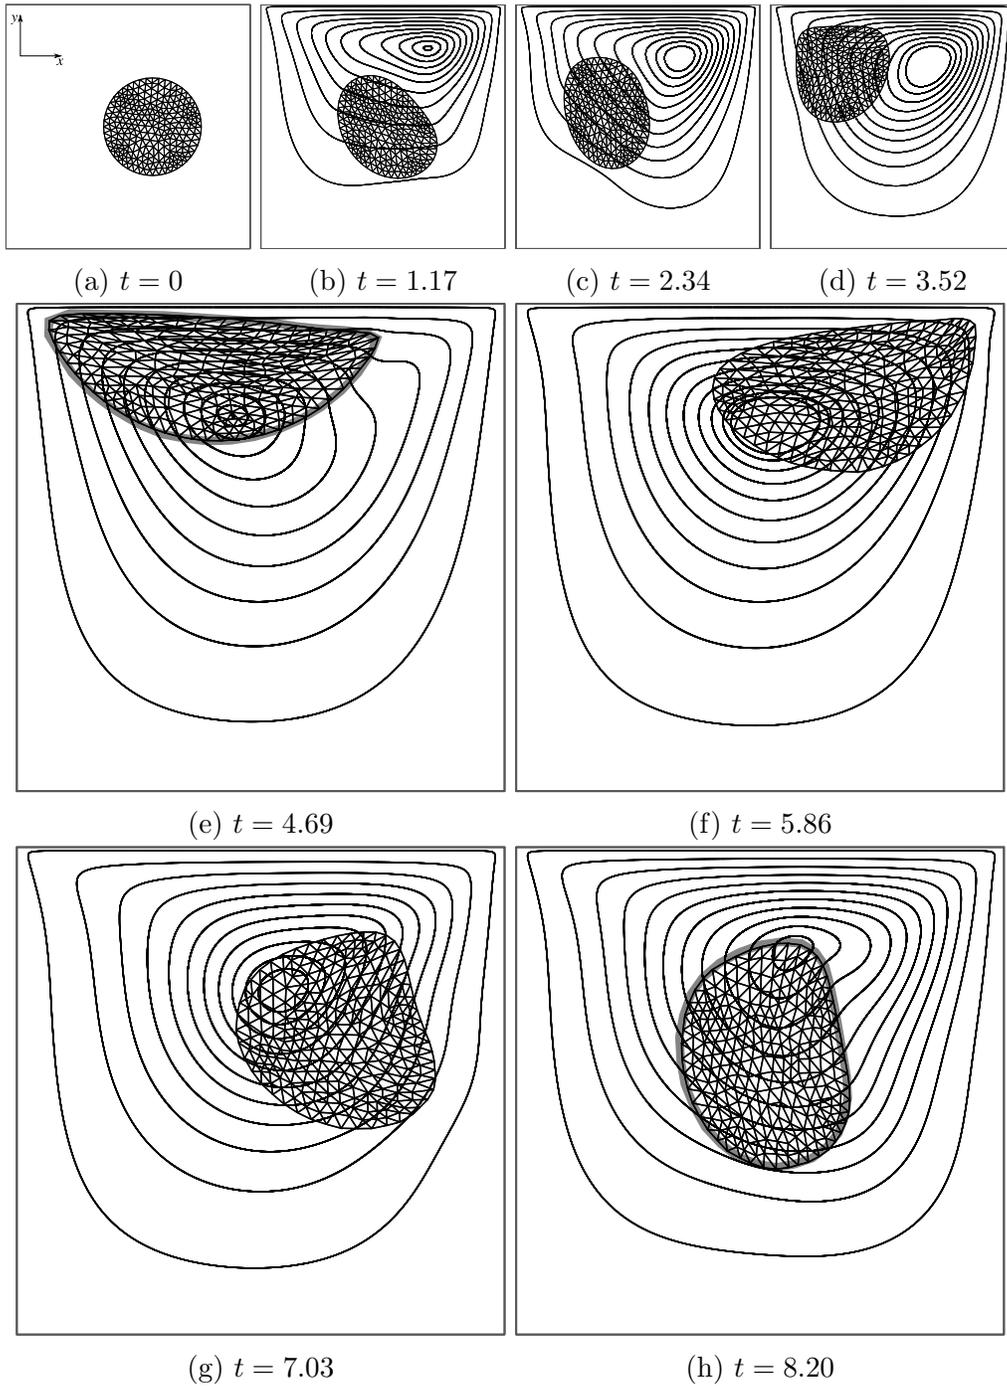 y
x
(a) t = 0
(b) t = 1.17
(c) t = 2.34
(d) t = 3.52
(e) t = 4.69
(f) t = 5.86
(g) t = 7.03
(h) t = 8.20